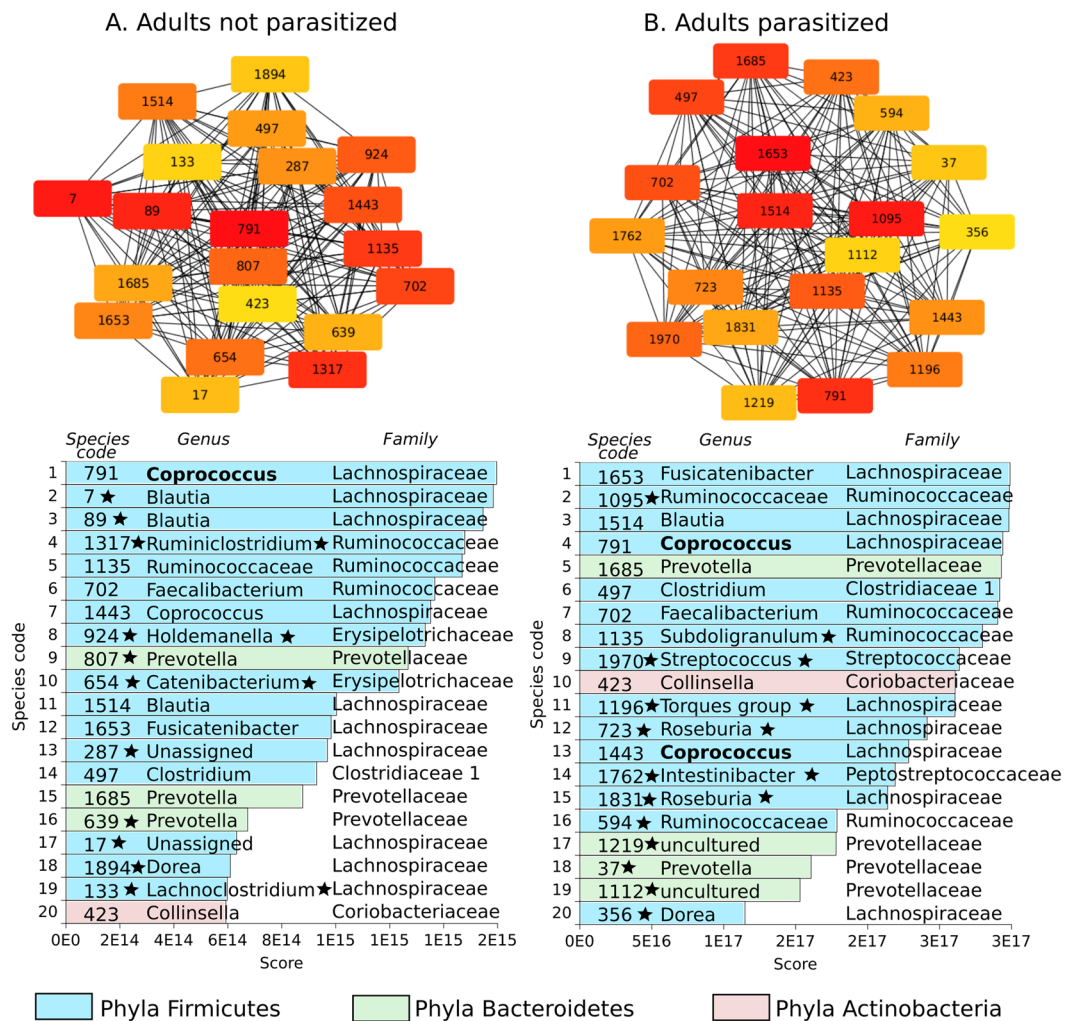 A. Adults not parasitized
B. Adults parasitized
1894
1514
497
133
287
924
7
89
1443
791
1135
807
1685
702
423
1653
639
654
1317
17
1685
423
497
594
1653
37
702
1514
1095
356
1762
1112
723
1135
1831
1443
1970
1196
1219
791
Species code Genus Family
1 791 Coprococcus Lachnospiraceae
2 7 ★ Blautia Lachnospiraceae
3 89 ★ Blautia Lachnospiraceae
4 1317 ★ Ruminiclostridium ★ Ruminococcaceae
5 1135 Ruminococcaceae Ruminococcaceae
6 702 Faecalibacterium Ruminococcaceae
7 1443 Coprococcus Lachnospiraceae
8 924 ★ Holdemanella ★ Erysipelotrichaceae
9 807 ★ Prevotella Prevotellaceae
10 654 ★ Catenibacterium ★ Erysipelotrichaceae
11 1514 Blautia Lachnospiraceae
12 1653 Fusicatenibacter Lachnospiraceae
13 287 ★ Unassigned Lachnospiraceae
14 497 Clostridium Clostridiaceae 1
15 1685 Prevotella Prevotellaceae
16 639 ★ Prevotella Prevotellaceae
17 17 ★ Unassigned Lachnospiraceae
18 1894 ★ Dorea Lachnospiraceae
19 133 ★ Lachnoclostridium ★ Lachnospiraceae
20 423 Collinsella Coriobacteriaceae
Species code
0E0 2E14 4E14 6E14 8E14 1E15 1E15 2E15
Score
Species code Genus Family
1 1653 Fusicatenibacter Lachnospiraceae
2 1095 ★ Ruminococcaceae Ruminococcaceae
3 1514 Blautia Lachnospiraceae
4 791 Coprococcus Lachnospiraceae
5 1685 Prevotella Prevotellaceae
6 497 Clostridium Clostridiaceae 1
7 702 Faecalibacterium Ruminococcaceae
8 1135 Subdoligranulum ★ Ruminococcaceae
9 1970 ★ Streptococcus ★ Streptococcaceae
10 423 Collinsella Coriobacteriaceae
11 1196 ★ Torques group ★ Lachnospiraceae
12 723 ★ Roseburia ★ Lachnospiraceae
13 1443 Coprococcus Lachnospiraceae
14 1762 ★ Intestinibacter ★ Peptostreptococcaceae
15 1831 ★ Roseburia ★ Lachnospiraceae
16 594 ★ Ruminococcaceae Ruminococcaceae
17 1219 ★ uncultured Prevotellaceae
18 37 ★ Prevotella Prevotellaceae
19 1112 ★ uncultured Prevotellaceae
20 356 ★ Dorea Lachnospiraceae
Species code
0E0 5E16 1E17 2E17 2E17 3E17 3E17
Score
Phyla Firmicutes
Phyla Bacteroidetes
Phyla Actinobacteria